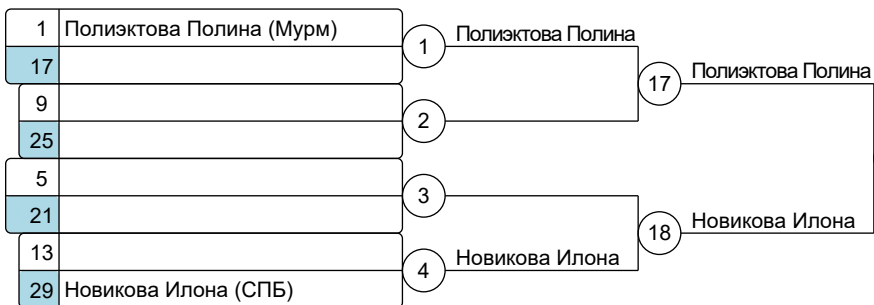 1 Полиэктова Полина (Мурм)
17
9
25
5
21
13
29 Новикова Илона (СПБ)
1 Полиэктова Полина
2
3
4 Новикова Илона
17 Полиэктова Полина
18 Новикова Илона